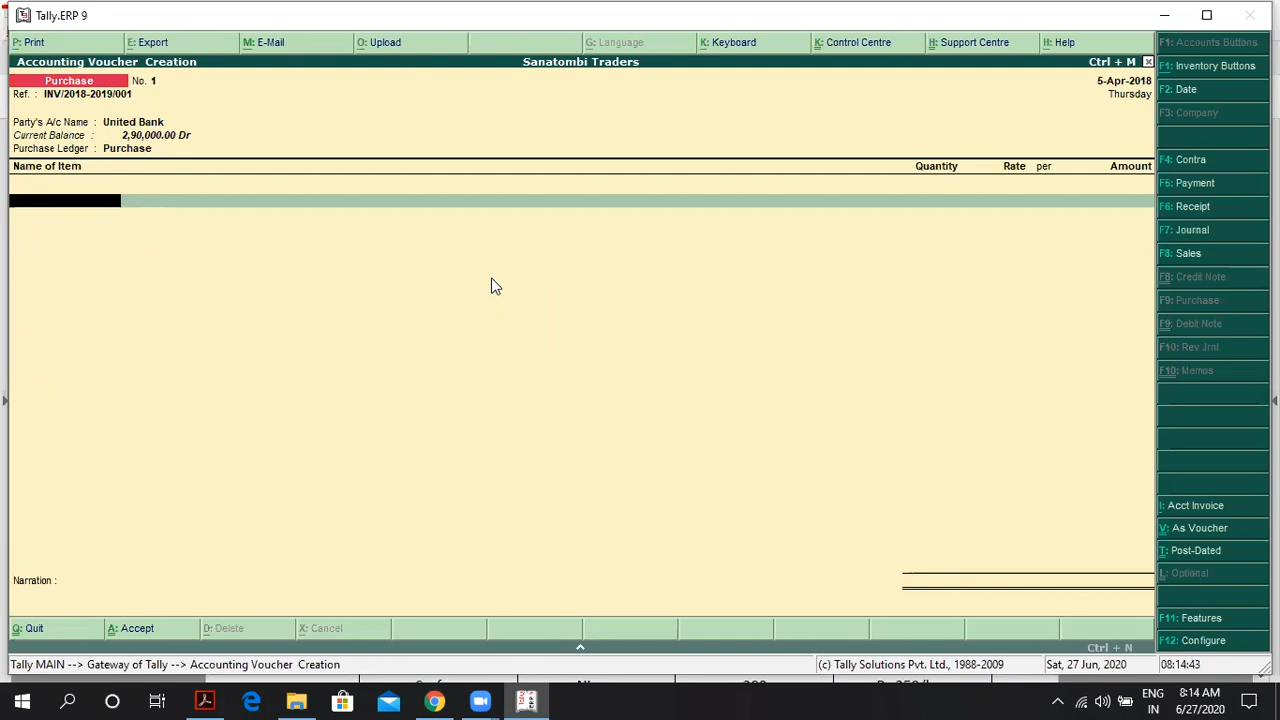 Tally.ERP 9
P: Print E: Export M: E-Mail O: Upload G: Language K: Keyboard K: Control Centre H: Support Centre H: Help
F1: Accounts Buttons
Accounting Voucher Creation Sanatombi Traders Ctrl + M
F1: Inventory Buttons
Purchase No. 1 5-Apr-2018
F2: Date
Ref. : INV/2018-2019/001 Thursday
F3: Company
Party's A/c Name : United Bank
Current Balance : 2,90,000.00 Dr
Purchase Ledger : Purchase
F4: Contra
Name of Item Quantity Rate per Amount
F5: Payment
F6: Receipt
F7: Journal
F8: Sales
F8: Credit Note
F9: Purchase
F9: Debit Note
F10: Rev Jrnl
F10: Memos
I: Acct Invoice
V: As Voucher
T: Post-Dated
L: Optional
Narration :
F11: Features
Q: Quit A: Accept D: Delete X: Cancel
F12: Configure
Ctrl + N
Tally MAIN --> Gateway of Tally --> Accounting Voucher Creation (c) Tally Solutions Pvt. Ltd., 1988-2009 Sat, 27 Jun, 2020 08:14:43
ENG 8:14 AM
IN 6/27/2020